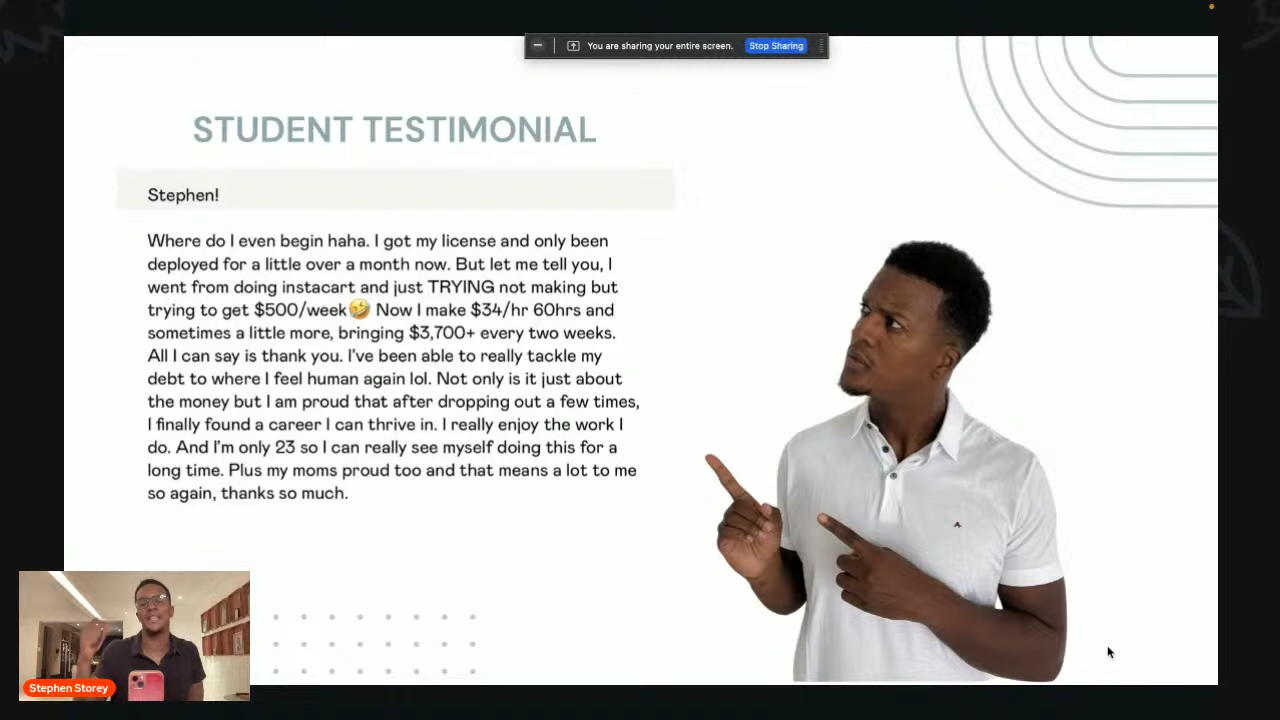 You are sharing your entire screen. Stop Sharing
STUDENT TESTIMONIAL
Stephen!
Where do I even begin haha. I got my license and only been
deployed for a little over a month now. But let me tell you, I
went from doing instacart and just TRYING not making but
trying to get $500/week🤣 Now I make $34/hr 60hrs and
sometimes a little more, bringing $3,700+ every two weeks.
All I can say is thank you. I've been able to really tackle my
debt to where I feel human again lol. Not only is it just about
the money but I am proud that after dropping out a few times,
I finally found a career I can thrive in. I really enjoy the work I
do. And I'm only 23 so I can really see myself doing this for a
long time. Plus my moms proud too and that means a lot to me
so again, thanks so much.
Stephen Storey